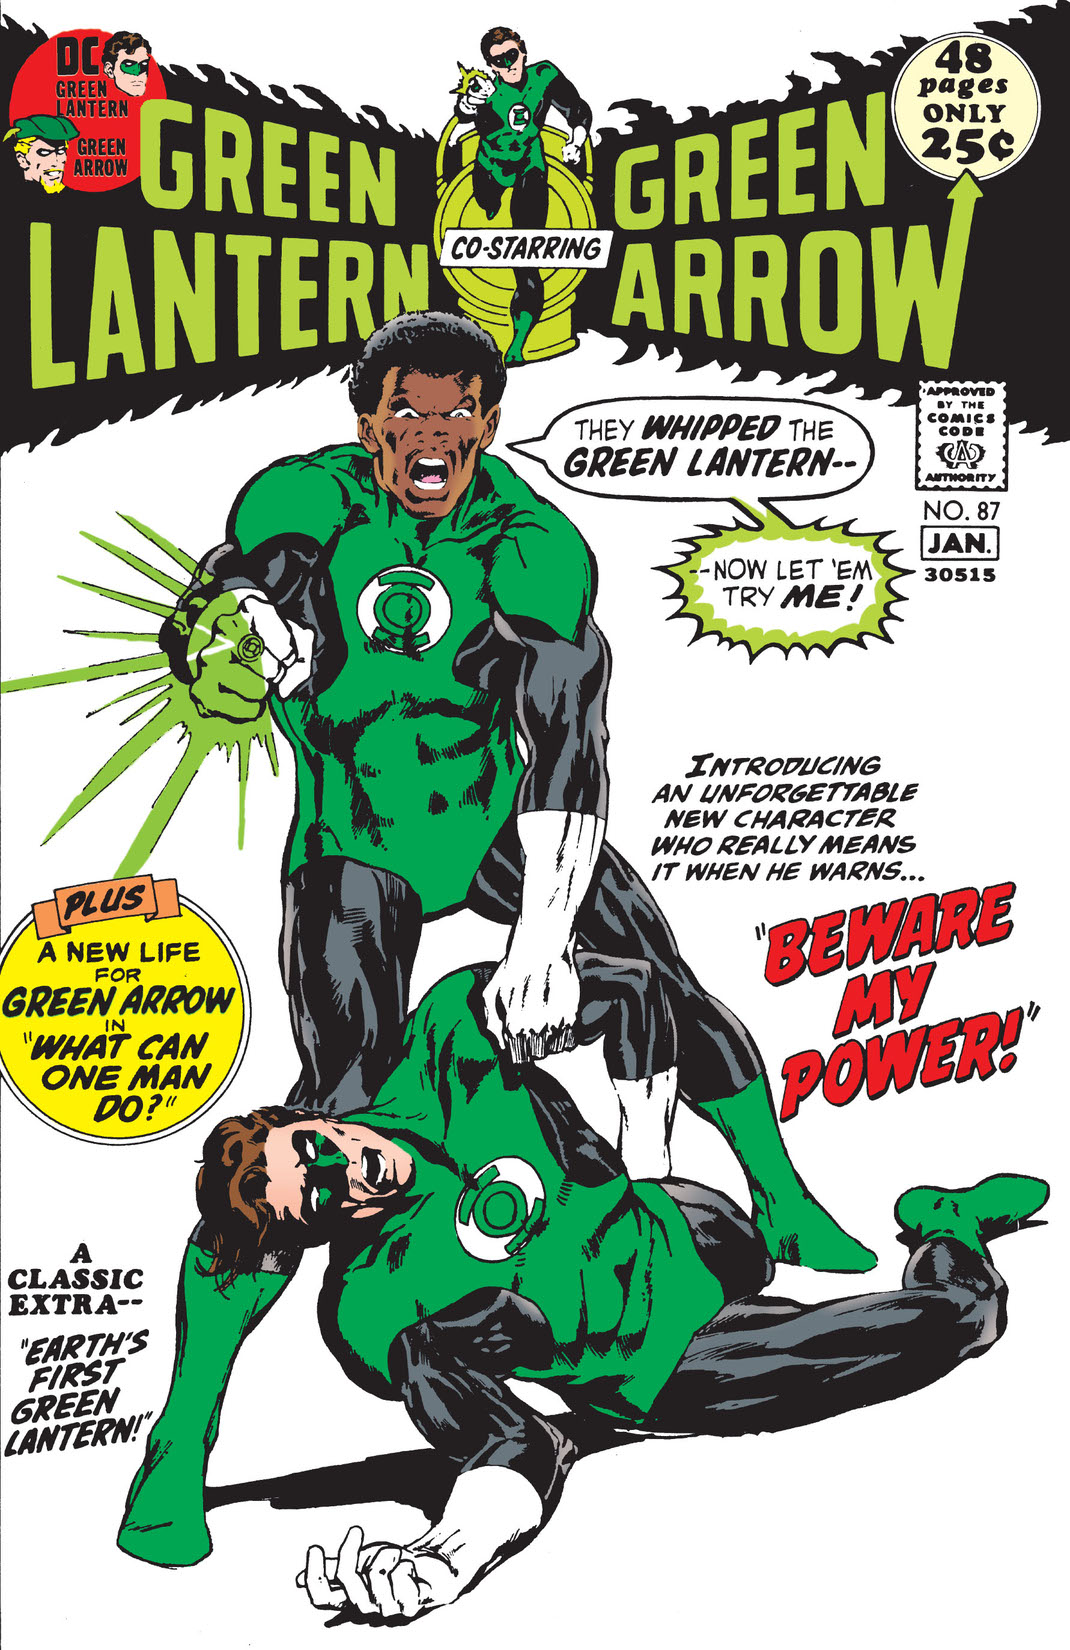 DC
GREEN
LANTERN
GREEN
ARROW
GREEN
LANTERN
CO-STARRING
GREEN
ARROW
48
pages
ONLY
25¢
APPROVED
BY THE
COMICS
CODE
CA
AUTHORITY
NO. 87
JAN.
30515
THEY WHIPPED THE
GREEN LANTERN--
--NOW LET 'EM
TRY ME!
INTRODUCING
AN UNFORGETTABLE
NEW CHARACTER
WHO REALLY MEANS
IT WHEN HE WARNS...
"BEWARE
MY
POWER!"
PLUS
A NEW LIFE
FOR
GREEN ARROW
IN
"WHAT CAN
ONE MAN
DO?"
A
CLASSIC
EXTRA--
"EARTH'S
FIRST
GREEN
LANTERN!"